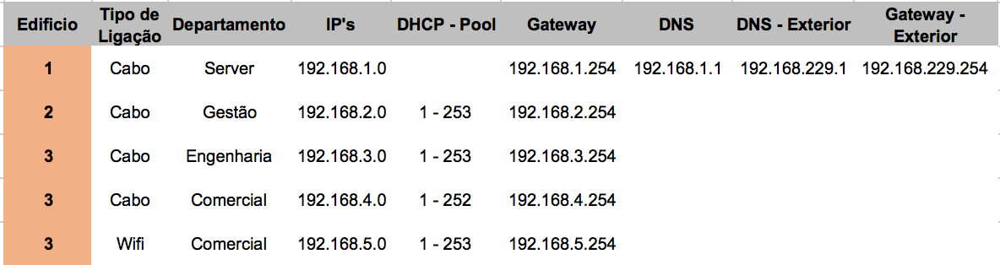 Edificio Tipo de Ligação Departamento IP's DHCP - Pool Gateway DNS DNS - Exterior Gateway - Exterior
1 Cabo Server 192.168.1.0 192.168.1.254 192.168.1.1 192.168.229.1 192.168.229.254
2 Cabo Gestão 192.168.2.0 1 - 253 192.168.2.254
3 Cabo Engenharia 192.168.3.0 1 - 253 192.168.3.254
3 Cabo Comercial 192.168.4.0 1 - 252 192.168.4.254
3 Wifi Comercial 192.168.5.0 1 - 253 192.168.5.254